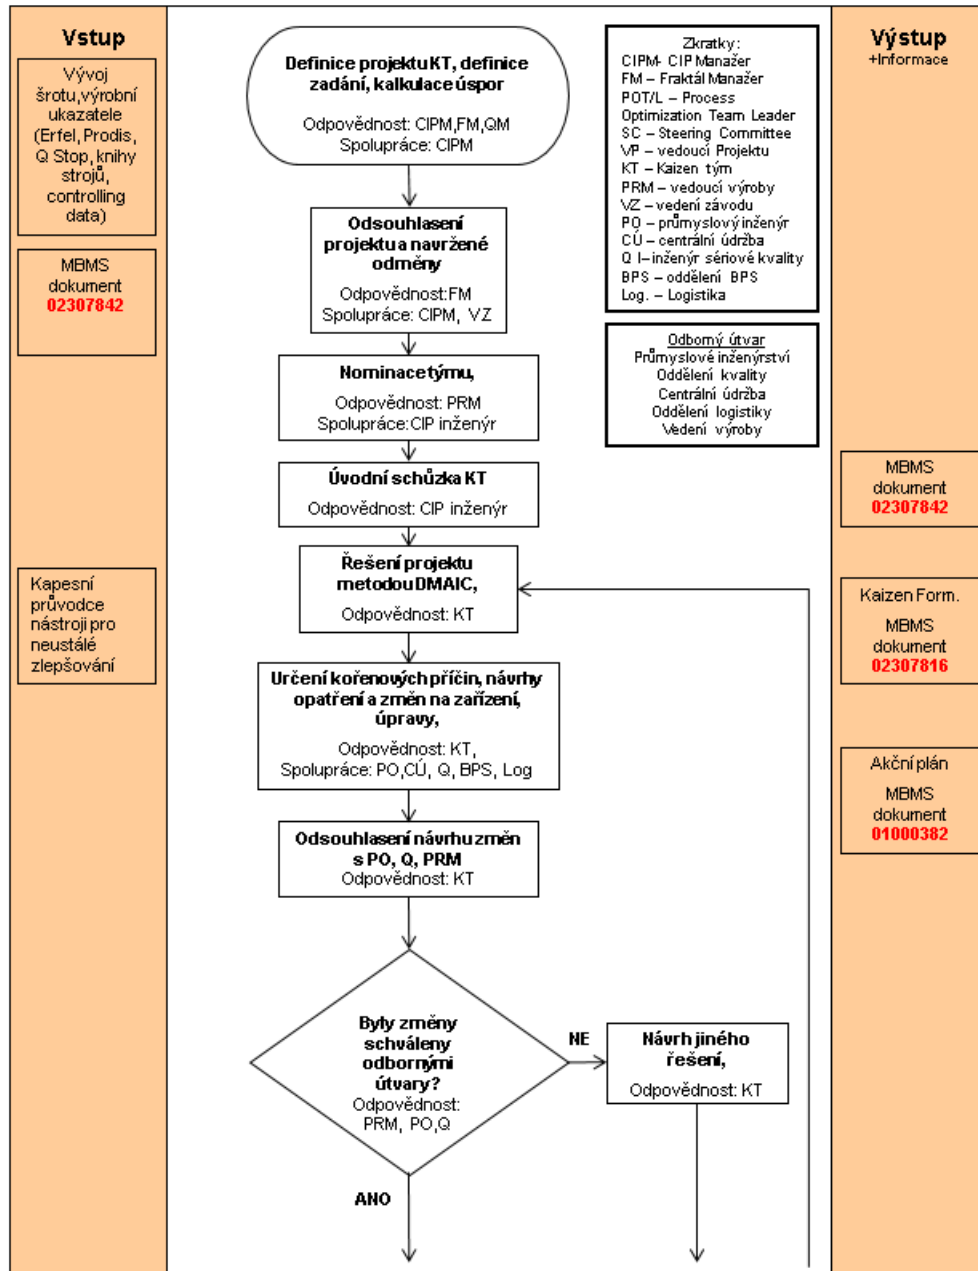 Vstup
Vývoj
šrotu,výrobní
ukazatele
(Erfel, Prodis,
Q Stop, knihy
strojů,
controlling
data)
MBMS
dokument
02307842
Kapesní
průvodce
nástroji pro
neustálé
zlepšování
Definice projektu KT, definice
zadání, kalkulace úspor
Odpovědnost: CIPM,FM,QM
Spolupráce: CIPM
Odsouhlasení
projektu a navržené
odměny
Odpovědnost:FM
Spolupráce: CIPM, VZ
Nominace týmu,
Odpovědnost: PRM
Spolupráce:CIP inženýr
Úvodní schůzka KT
Odpovědnost: CIP inženýr
Řešení projektu
metodou DMAIC,
Odpovědnost: KT
Určení kořenových příčin, návrhy
opatření a změn na zařízení,
úpravy,
Odpovědnost: KT,
Spolupráce: PO,CÚ, Q, BPS, Log
Odsouhlasení návrhu změn
s PO, Q, PRM
Odpovědnost: KT
Byly změny
schváleny
odbornými
útvary?
Odpovědnost:
PRM, PO,Q
NE
Návrh jiného
řešení,
Odpovědnost: KT
ANO
Zkratky:
CIPM- CIP Manažer
FM – Fraktál Manažer
POT/L – Process
Optimization Team Leader
SC – Steering Committee
VP – vedoucí Projektu
KT – Kaizen tým
PRM – vedoucí výroby
VZ – vedení závodu
PO – průmyslový inženýr
CÚ – centrální údržba
Q I– inženýr sériové kvality
BPS – oddělení BPS
Log. – Logistika
Odborný útvar
Průmyslové inženýrství
Oddělení kvality
Centrální údržba
Oddělení logistiky
Vedení výroby
Výstup
+Informace
MBMS
dokument
02307842
Kaizen Form.
MBMS
dokument
02307816
Akční plán
MBMS
dokument
01000382